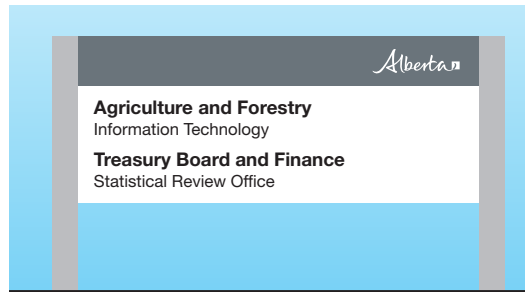 Alberta
Agriculture and Forestry
Information Technology
Treasury Board and Finance
Statistical Review Office